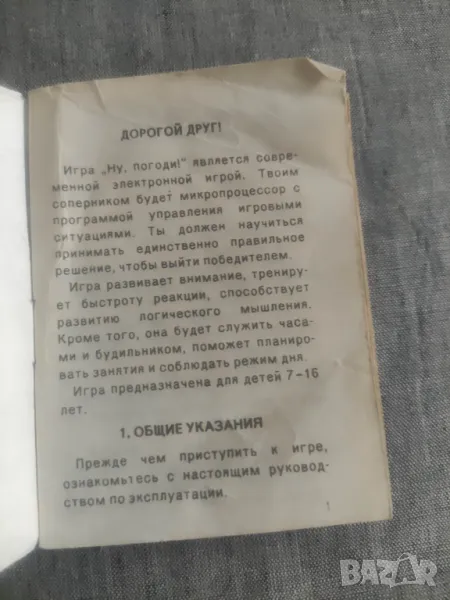 ДОРОГОЙ ДРУГ!
Игра „Ну, погоди!" является совре-
менной электронной игрой. Твоим
соперником будет микропроцессор с
программой управления игровыми
ситуациями. Ты должен научиться
принимать единственно правильное
решение, чтобы выйти победителем.
Игра развивает внимание, трениру-
ет быстроту реакции, способствует
развитию логического мышления.
Кроме того, она будет служить часа-
ми и будильником, поможет планиро-
вать занятия и соблюдать режим дня.
Игра предназначена для детей 7–16
лет.
1. ОБЩИЕ УКАЗАНИЯ
Прежде чем приступить к игре,
ознакомьтесь с настоящим руковод-
ством по эксплуатации.
1
BAZAR